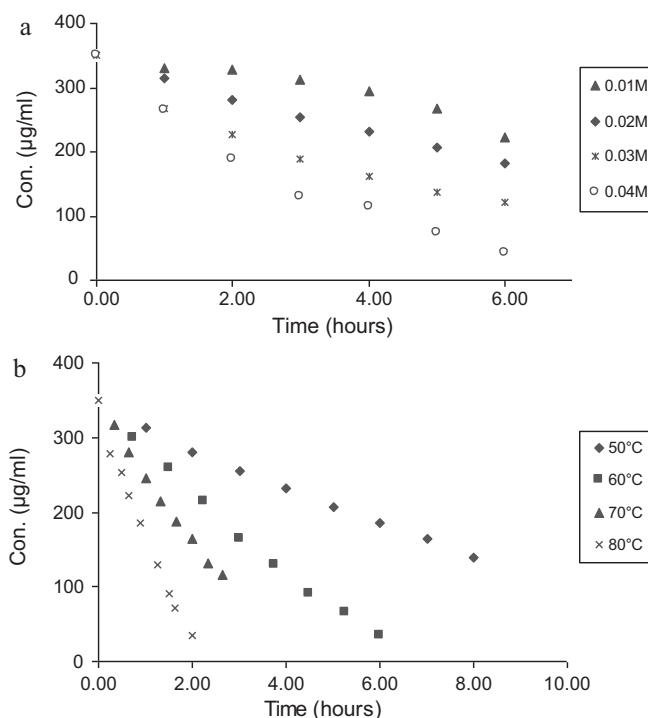 a
400
300
200
100
0
Con. (µg/ml)
0.00 2.00 4.00 6.00
Time (hours)
0.01M
0.02M
0.03M
0.04M
b
400
300
200
100
0
Con. (µg/ml)
0.00 2.00 4.00 6.00 8.00 10.00
Time (hours)
50°C
60°C
70°C
80°C